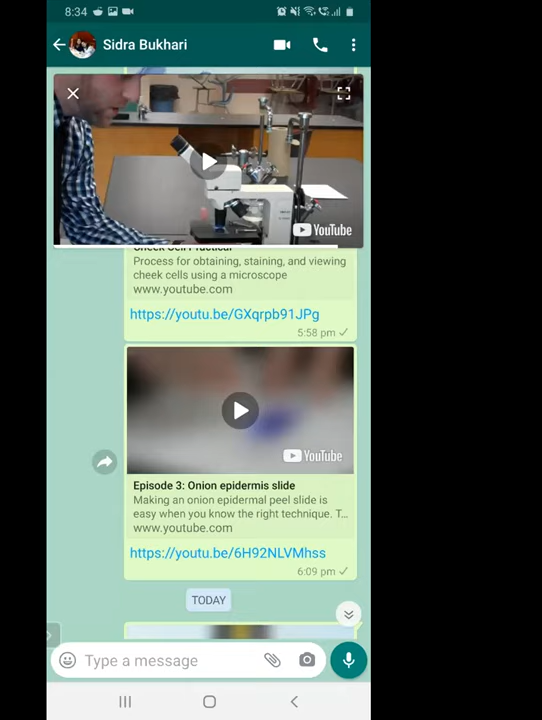 8:34
Sidra Bukhari
YouTube
Cheek Cell Practical
Process for obtaining, staining, and viewing
cheek cells using a microscope
www.youtube.com
https://youtu.be/GXqrpb91JPg
5:58 pm
YouTube
Episode 3: Onion epidermis slide
Making an onion epidermal peel slide is
easy when you know the right technique. T...
www.youtube.com
https://youtu.be/6H92NLVMhss
6:09 pm
TODAY
Type a message